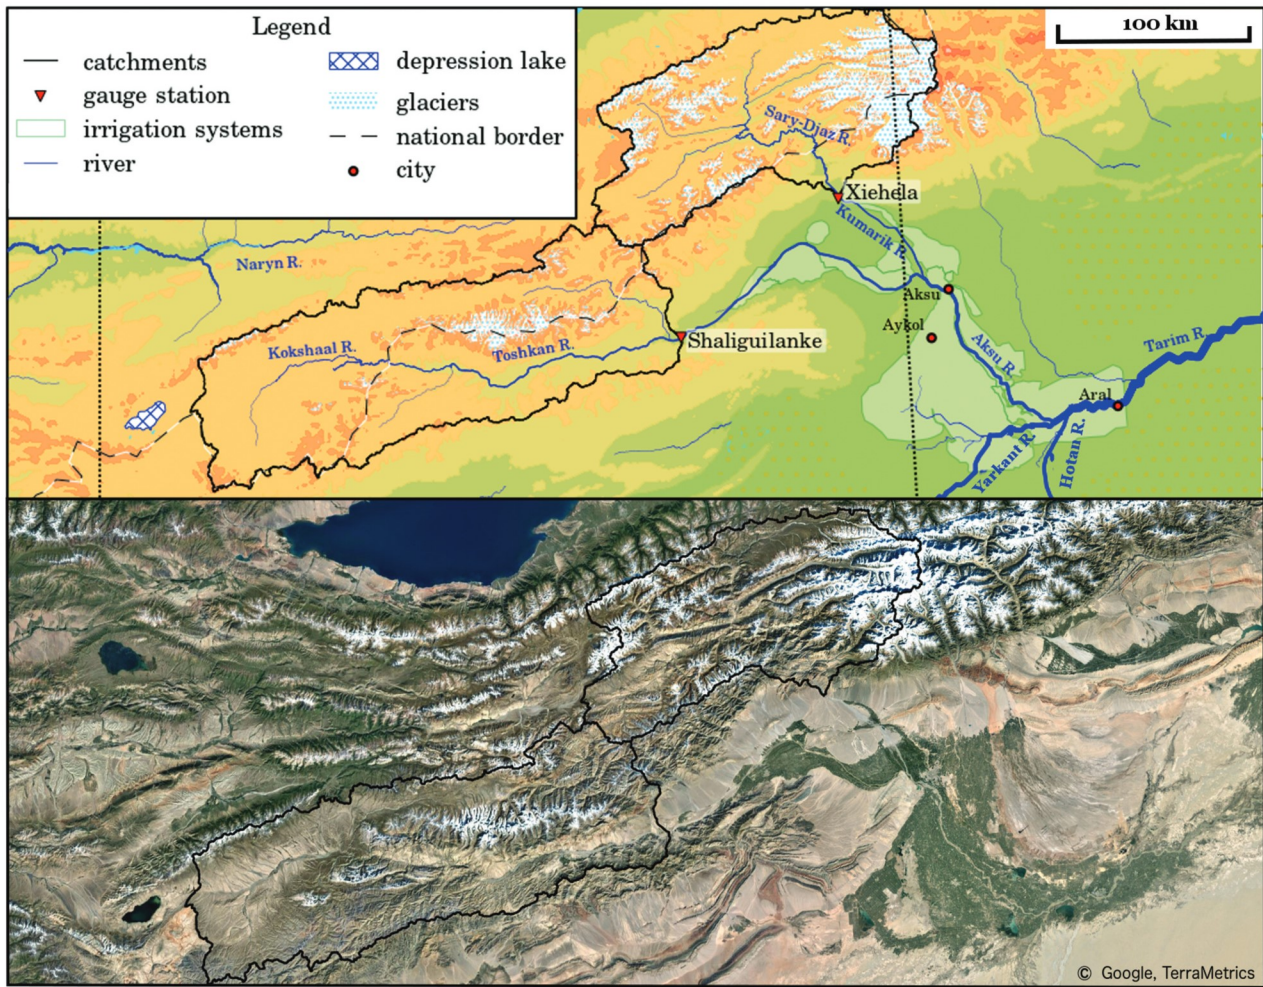 Legend
catchments
gauge station
irrigation systems
river
depression lake
glaciers
national border
city
100 km
Sary-Djaz R.
Xiehela
Kumarik R.
Naryn R.
Aksu
Aykol
Shaliguilanke
Kokshaal R.
Toshkan R.
Aksu R.
Tarim R.
Aral
Yarkant R.
Hotan R.
© Google, TerraMetrics